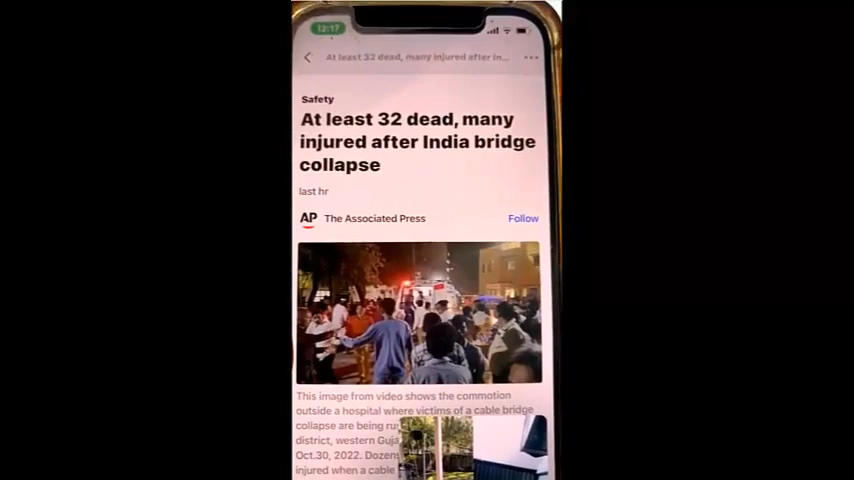 12:17
At least 32 dead, many injured after In...
Safety
At least 32 dead, many
injured after India bridge
collapse
last hr
AP The Associated Press Follow
This image from video shows the commotion
outside a hospital where victims of a cable bridge
collapse are being ru
district, western Guja
Oct.30, 2022. Dozens
injured when a cable